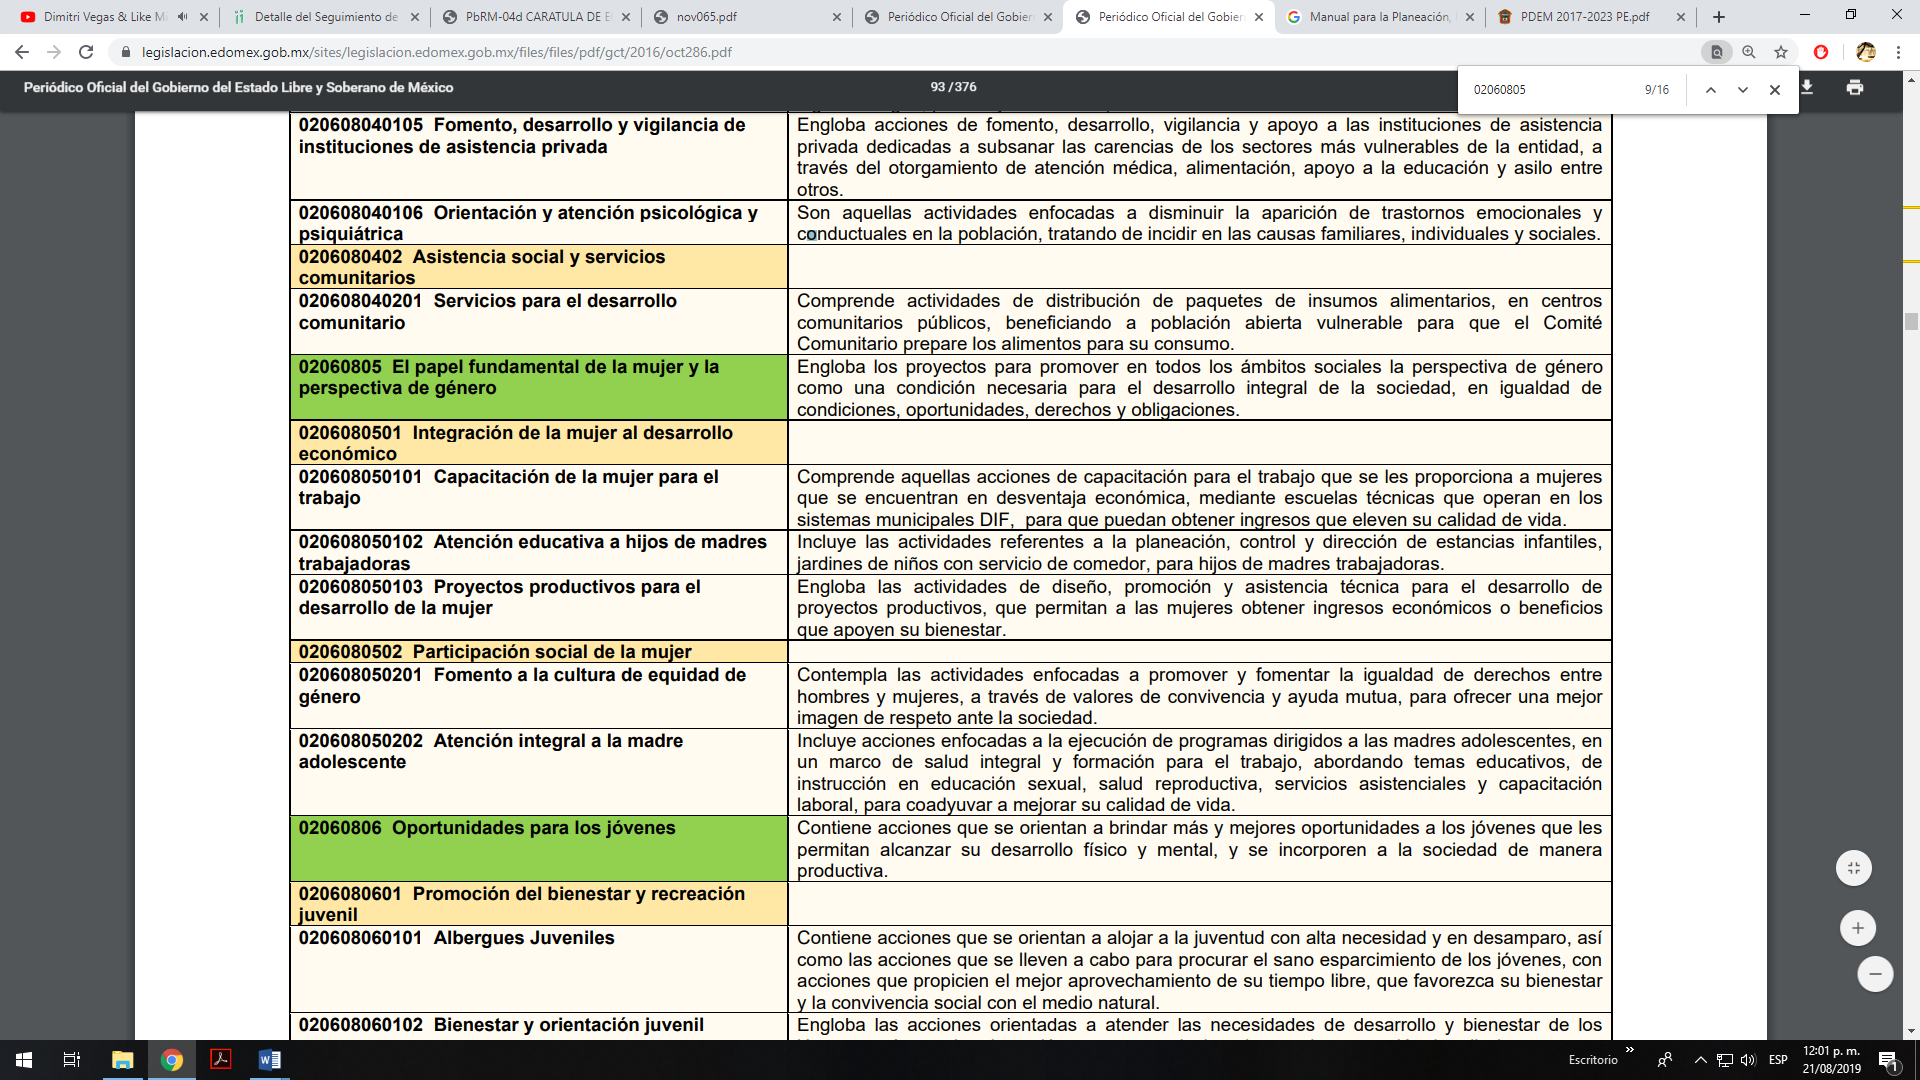 Dimitri Vegas & Like M
Detalle del Seguimiento de
PbRM-04d CARATULA DE E
nov065.pdf
Periódico Oficial del Gobier
Periódico Oficial del Gobier
Manual para la Planeación,
PDEM 2017-2023 PE.pdf
legislacion.edomex.gob.mx/sites/legislacion.edomex.gob.mx/files/files/pdf/gct/2016/oct286.pdf
Periódico Oficial del Gobierno del Estado Libre y Soberano de México
93 / 376
02060805
9/16
020608040105 Fomento, desarrollo y vigilancia de
instituciones de asistencia privada
Engloba acciones de fomento, desarrollo, vigilancia y apoyo a las instituciones de asistencia
privada dedicadas a subsanar las carencias de los sectores más vulnerables de la entidad, a
través del otorgamiento de atención médica, alimentación, apoyo a la educación y asilo entre
otros.
020608040106 Orientación y atención psicológica y
psiquiátrica
Son aquellas actividades enfocadas a disminuir la aparición de trastornos emocionales y
conductuales en la población, tratando de incidir en las causas familiares, individuales y sociales.
0206080402 Asistencia social y servicios
comunitarios
020608040201 Servicios para el desarrollo
comunitario
Comprende actividades de distribución de paquetes de insumos alimentarios, en centros
comunitarios públicos, beneficiando a población abierta vulnerable para que el Comité
Comunitario prepare los alimentos para su consumo.
02060805 El papel fundamental de la mujer y la
perspectiva de género
Engloba los proyectos para promover en todos los ámbitos sociales la perspectiva de género
como una condición necesaria para el desarrollo integral de la sociedad, en igualdad de
condiciones, oportunidades, derechos y obligaciones.
0206080501 Integración de la mujer al desarrollo
económico
020608050101 Capacitación de la mujer para el
trabajo
Comprende aquellas acciones de capacitación para el trabajo que se les proporciona a mujeres
que se encuentran en desventaja económica, mediante escuelas técnicas que operan en los
sistemas municipales DIF, para que puedan obtener ingresos que eleven su calidad de vida.
020608050102 Atención educativa a hijos de madres
trabajadoras
Incluye las actividades referentes a la planeación, control y dirección de estancias infantiles,
jardines de niños con servicio de comedor, para hijos de madres trabajadoras.
020608050103 Proyectos productivos para el
desarrollo de la mujer
Engloba las actividades de diseño, promoción y asistencia técnica para el desarrollo de
proyectos productivos, que permitan a las mujeres obtener ingresos económicos o beneficios
que apoyen su bienestar.
0206080502 Participación social de la mujer
020608050201 Fomento a la cultura de equidad de
género
Contempla las actividades enfocadas a promover y fomentar la igualdad de derechos entre
hombres y mujeres, a través de valores de convivencia y ayuda mutua, para ofrecer una mejor
imagen de respeto ante la sociedad.
020608050202 Atención integral a la madre
adolescente
Incluye acciones enfocadas a la ejecución de programas dirigidos a las madres adolescentes, en
un marco de salud integral y formación para el trabajo, abordando temas educativos, de
instrucción en educación sexual, salud reproductiva, servicios asistenciales y capacitación
laboral, para coadyuvar a mejorar su calidad de vida.
02060806 Oportunidades para los jóvenes
Contiene acciones que se orientan a brindar más y mejores oportunidades a los jóvenes que les
permitan alcanzar su desarrollo físico y mental, y se incorporen a la sociedad de manera
productiva.
0206080601 Promoción del bienestar y recreación
juvenil
020608060101 Albergues Juveniles
Contiene acciones que se orientan a alojar a la juventud con alta necesidad y en desamparo, así
como las acciones que se lleven a cabo para procurar el sano esparcimiento de los jóvenes, con
acciones que propicien el mejor aprovechamiento de su tiempo libre, que favorezca su bienestar
y la convivencia social con el medio natural.
020608060102 Bienestar y orientación juvenil
Engloba las acciones orientadas a atender las necesidades de desarrollo y bienestar de los
Escritorio
ESP
12:01 p. m.
21/08/2019
1